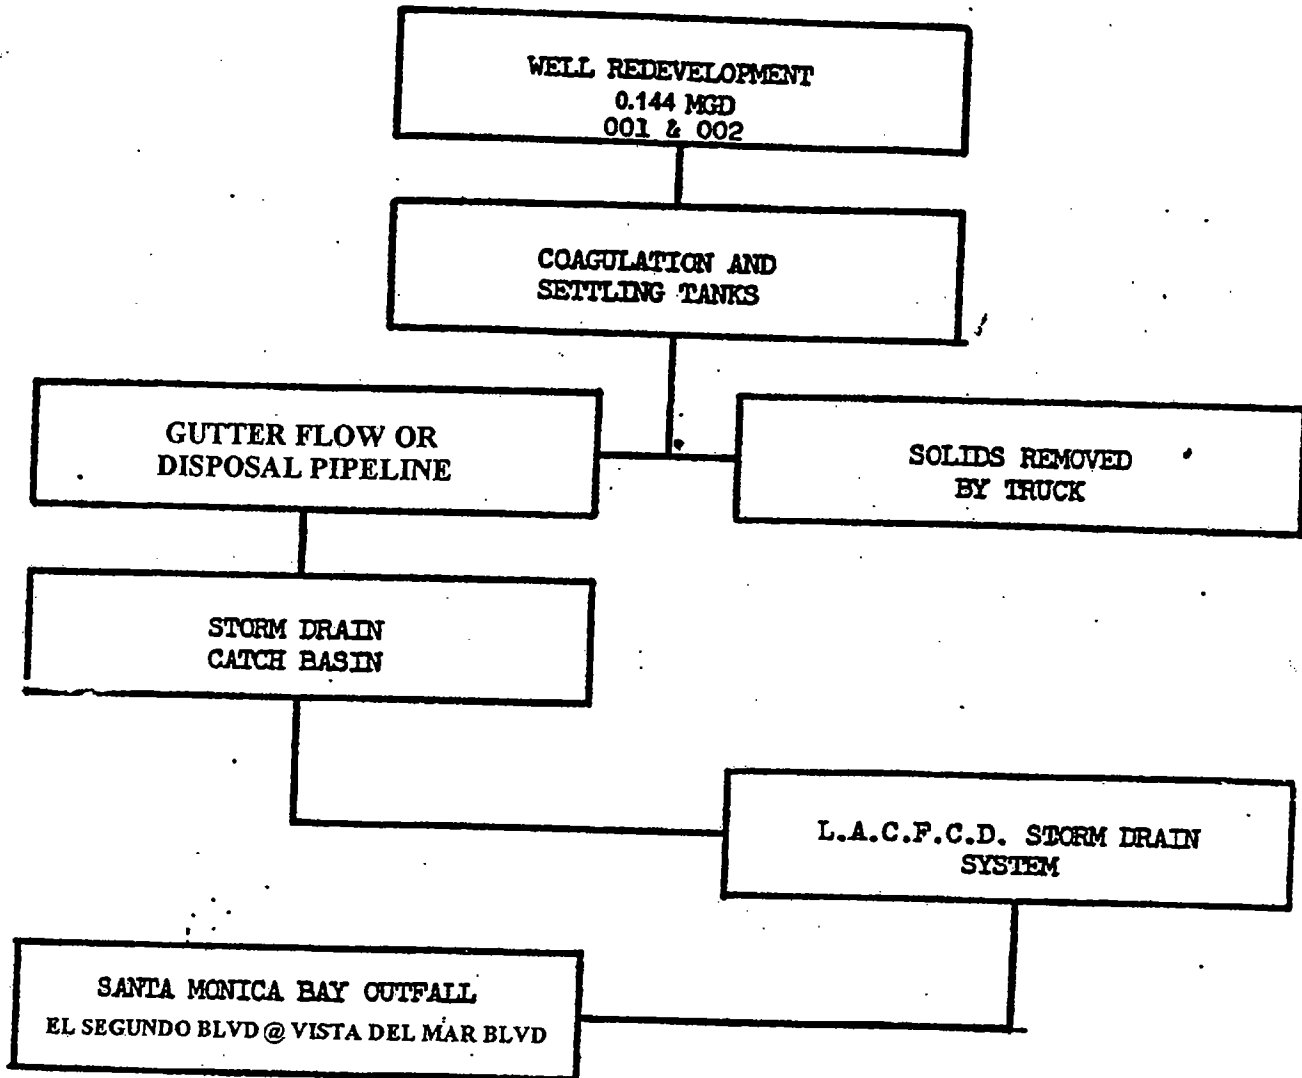 WELL REDEVELOPMENT
0.144 MGD
001 & 002
COAGULATION AND
SETTLING TANKS
GUTTER FLOW OR
DISPOSAL PIPELINE
SOLIDS REMOVED
BY TRUCK
STORM DRAIN
CATCH BASIN
L.A.C.F.C.D. STORM DRAIN
SYSTEM
SANTA MONICA BAY OUTFALL
EL SEGUNDO BLVD @ VISTA DEL MAR BLVD